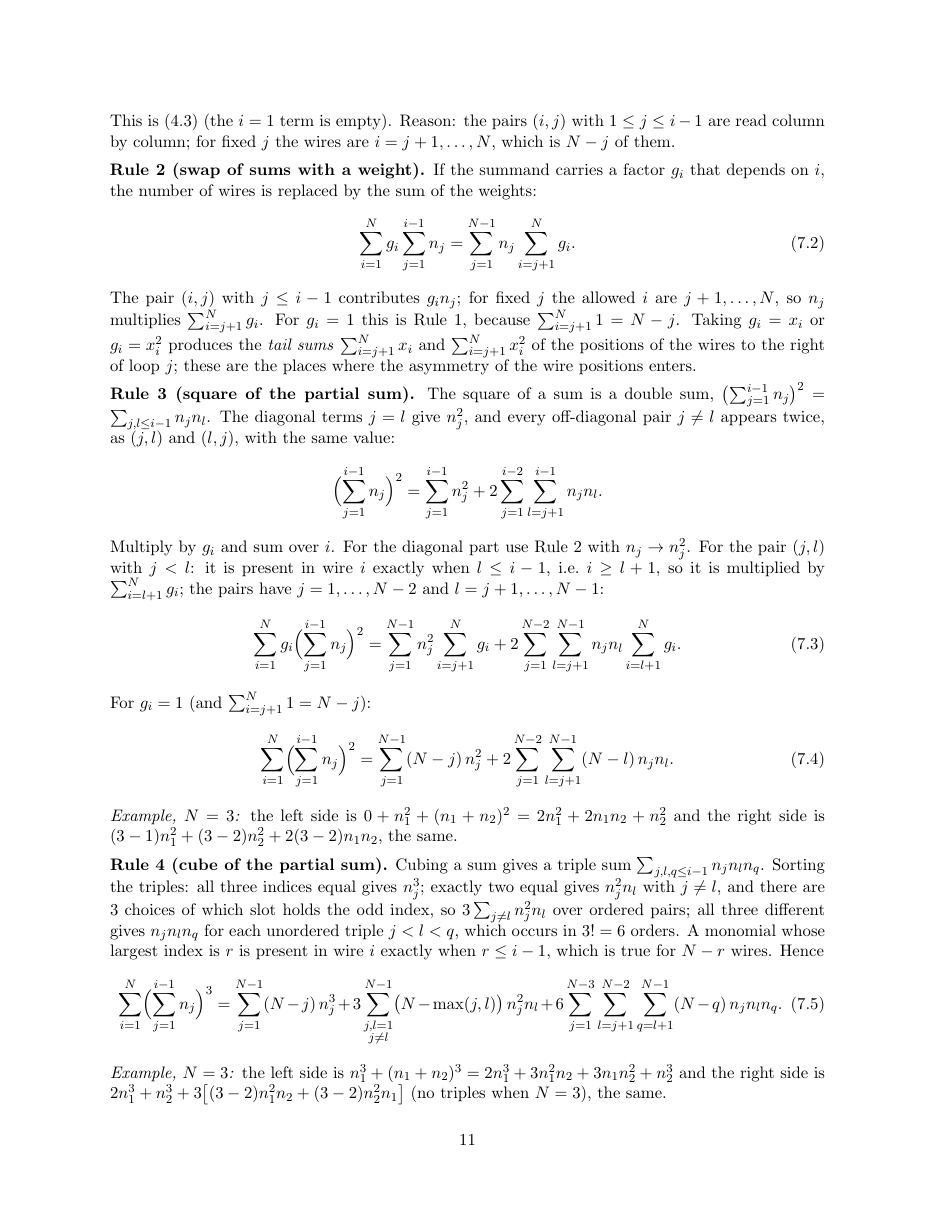 This is (4.3) (the i = 1 term is empty). Reason: the pairs (i, j) with 1 ≤ j ≤ i − 1 are read column
by column; for fixed j the wires are i = j + 1, . . . , N, which is N − j of them.
Rule 2 (swap of sums with a weight). If the summand carries a factor g_i that depends on i,
the number of wires is replaced by the sum of the weights:
∑_{i=1}^{N} g_i ∑_{j=1}^{i−1} n_j = ∑_{j=1}^{N−1} n_j ∑_{i=j+1}^{N} g_i. (7.2)
The pair (i, j) with j ≤ i − 1 contributes g_i n_j; for fixed j the allowed i are j + 1, . . . , N, so n_j
multiplies ∑_{i=j+1}^{N} g_i. For g_i = 1 this is Rule 1, because ∑_{i=j+1}^{N} 1 = N − j. Taking g_i = x_i or
g_i = x_i^2 produces the tail sums ∑_{i=j+1}^{N} x_i and ∑_{i=j+1}^{N} x_i^2 of the positions of the wires to the right
of loop j; these are the places where the asymmetry of the wire positions enters.
Rule 3 (square of the partial sum). The square of a sum is a double sum, (∑_{j=1}^{i−1} n_j)^2 =
∑_{j,l≤i−1} n_j n_l. The diagonal terms j = l give n_j^2, and every off-diagonal pair j ≠ l appears twice,
as (j, l) and (l, j), with the same value:
(∑_{j=1}^{i−1} n_j)^2 = ∑_{j=1}^{i−1} n_j^2 + 2 ∑_{j=1}^{i−2} ∑_{l=j+1}^{i−1} n_j n_l.
Multiply by g_i and sum over i. For the diagonal part use Rule 2 with n_j → n_j^2. For the pair (j, l)
with j < l: it is present in wire i exactly when l ≤ i − 1, i.e. i ≥ l + 1, so it is multiplied by
∑_{i=l+1}^{N} g_i; the pairs have j = 1, . . . , N − 2 and l = j + 1, . . . , N − 1:
∑_{i=1}^{N} g_i (∑_{j=1}^{i−1} n_j)^2 = ∑_{j=1}^{N−1} n_j^2 ∑_{i=j+1}^{N} g_i + 2 ∑_{j=1}^{N−2} ∑_{l=j+1}^{N−1} n_j n_l ∑_{i=l+1}^{N} g_i. (7.3)
For g_i = 1 (and ∑_{i=j+1}^{N} 1 = N − j):
∑_{i=1}^{N} (∑_{j=1}^{i−1} n_j)^2 = ∑_{j=1}^{N−1} (N − j) n_j^2 + 2 ∑_{j=1}^{N−2} ∑_{l=j+1}^{N−1} (N − l) n_j n_l. (7.4)
Example, N = 3: the left side is 0 + n_1^2 + (n_1 + n_2)^2 = 2n_1^2 + 2n_1 n_2 + n_2^2 and the right side is
(3 − 1)n_1^2 + (3 − 2)n_2^2 + 2(3 − 2)n_1 n_2, the same.
Rule 4 (cube of the partial sum). Cubing a sum gives a triple sum ∑_{j,l,q≤i−1} n_j n_l n_q. Sorting
the triples: all three indices equal gives n_j^3; exactly two equal gives n_j^2 n_l with j ≠ l, and there are
3 choices of which slot holds the odd index, so 3 ∑_{j≠l} n_j^2 n_l over ordered pairs; all three different
gives n_j n_l n_q for each unordered triple j < l < q, which occurs in 3! = 6 orders. A monomial whose
largest index is r is present in wire i exactly when r ≤ i − 1, which is true for N − r wires. Hence
∑_{i=1}^{N} (∑_{j=1}^{i−1} n_j)^3 = ∑_{j=1}^{N−1} (N − j) n_j^3 + 3 ∑_{j,l=1, j≠l}^{N−1} (N − max(j, l)) n_j^2 n_l + 6 ∑_{j=1}^{N−3} ∑_{l=j+1}^{N−2} ∑_{q=l+1}^{N−1} (N − q) n_j n_l n_q. (7.5)
Example, N = 3: the left side is n_1^3 + (n_1 + n_2)^3 = 2n_1^3 + 3n_1^2 n_2 + 3n_1 n_2^2 + n_2^3 and the right side is
2n_1^3 + n_2^3 + 3[(3 − 2)n_1^2 n_2 + (3 − 2)n_2^2 n_1] (no triples when N = 3), the same.
11